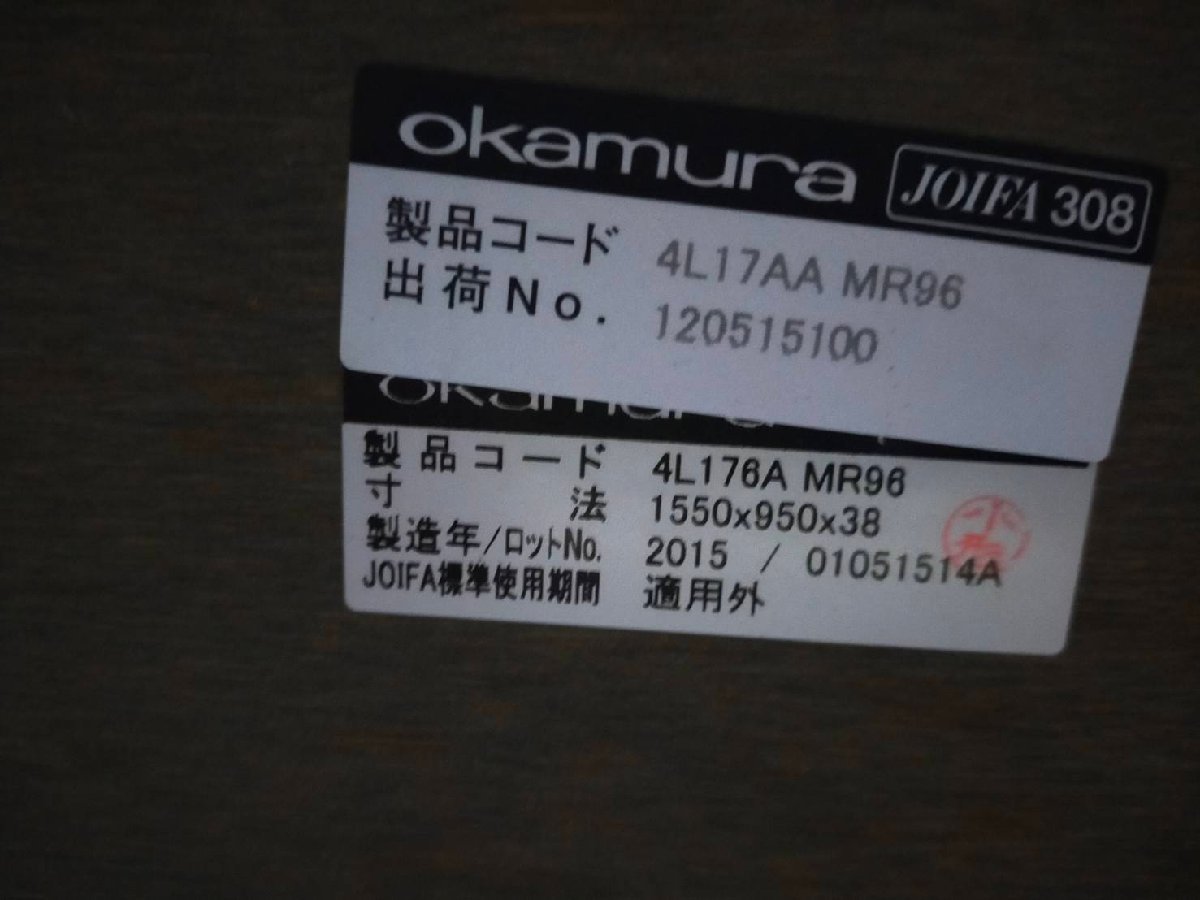 okamura JOIFA 308
製品コード 4L17AA MR96
出荷No. 120515100
okamura
製品コード 4L176A MR96
寸法 1550x950x38
製造年/ロットNo. 2015 / 01051514A
JOIFA標準使用期間 適用外